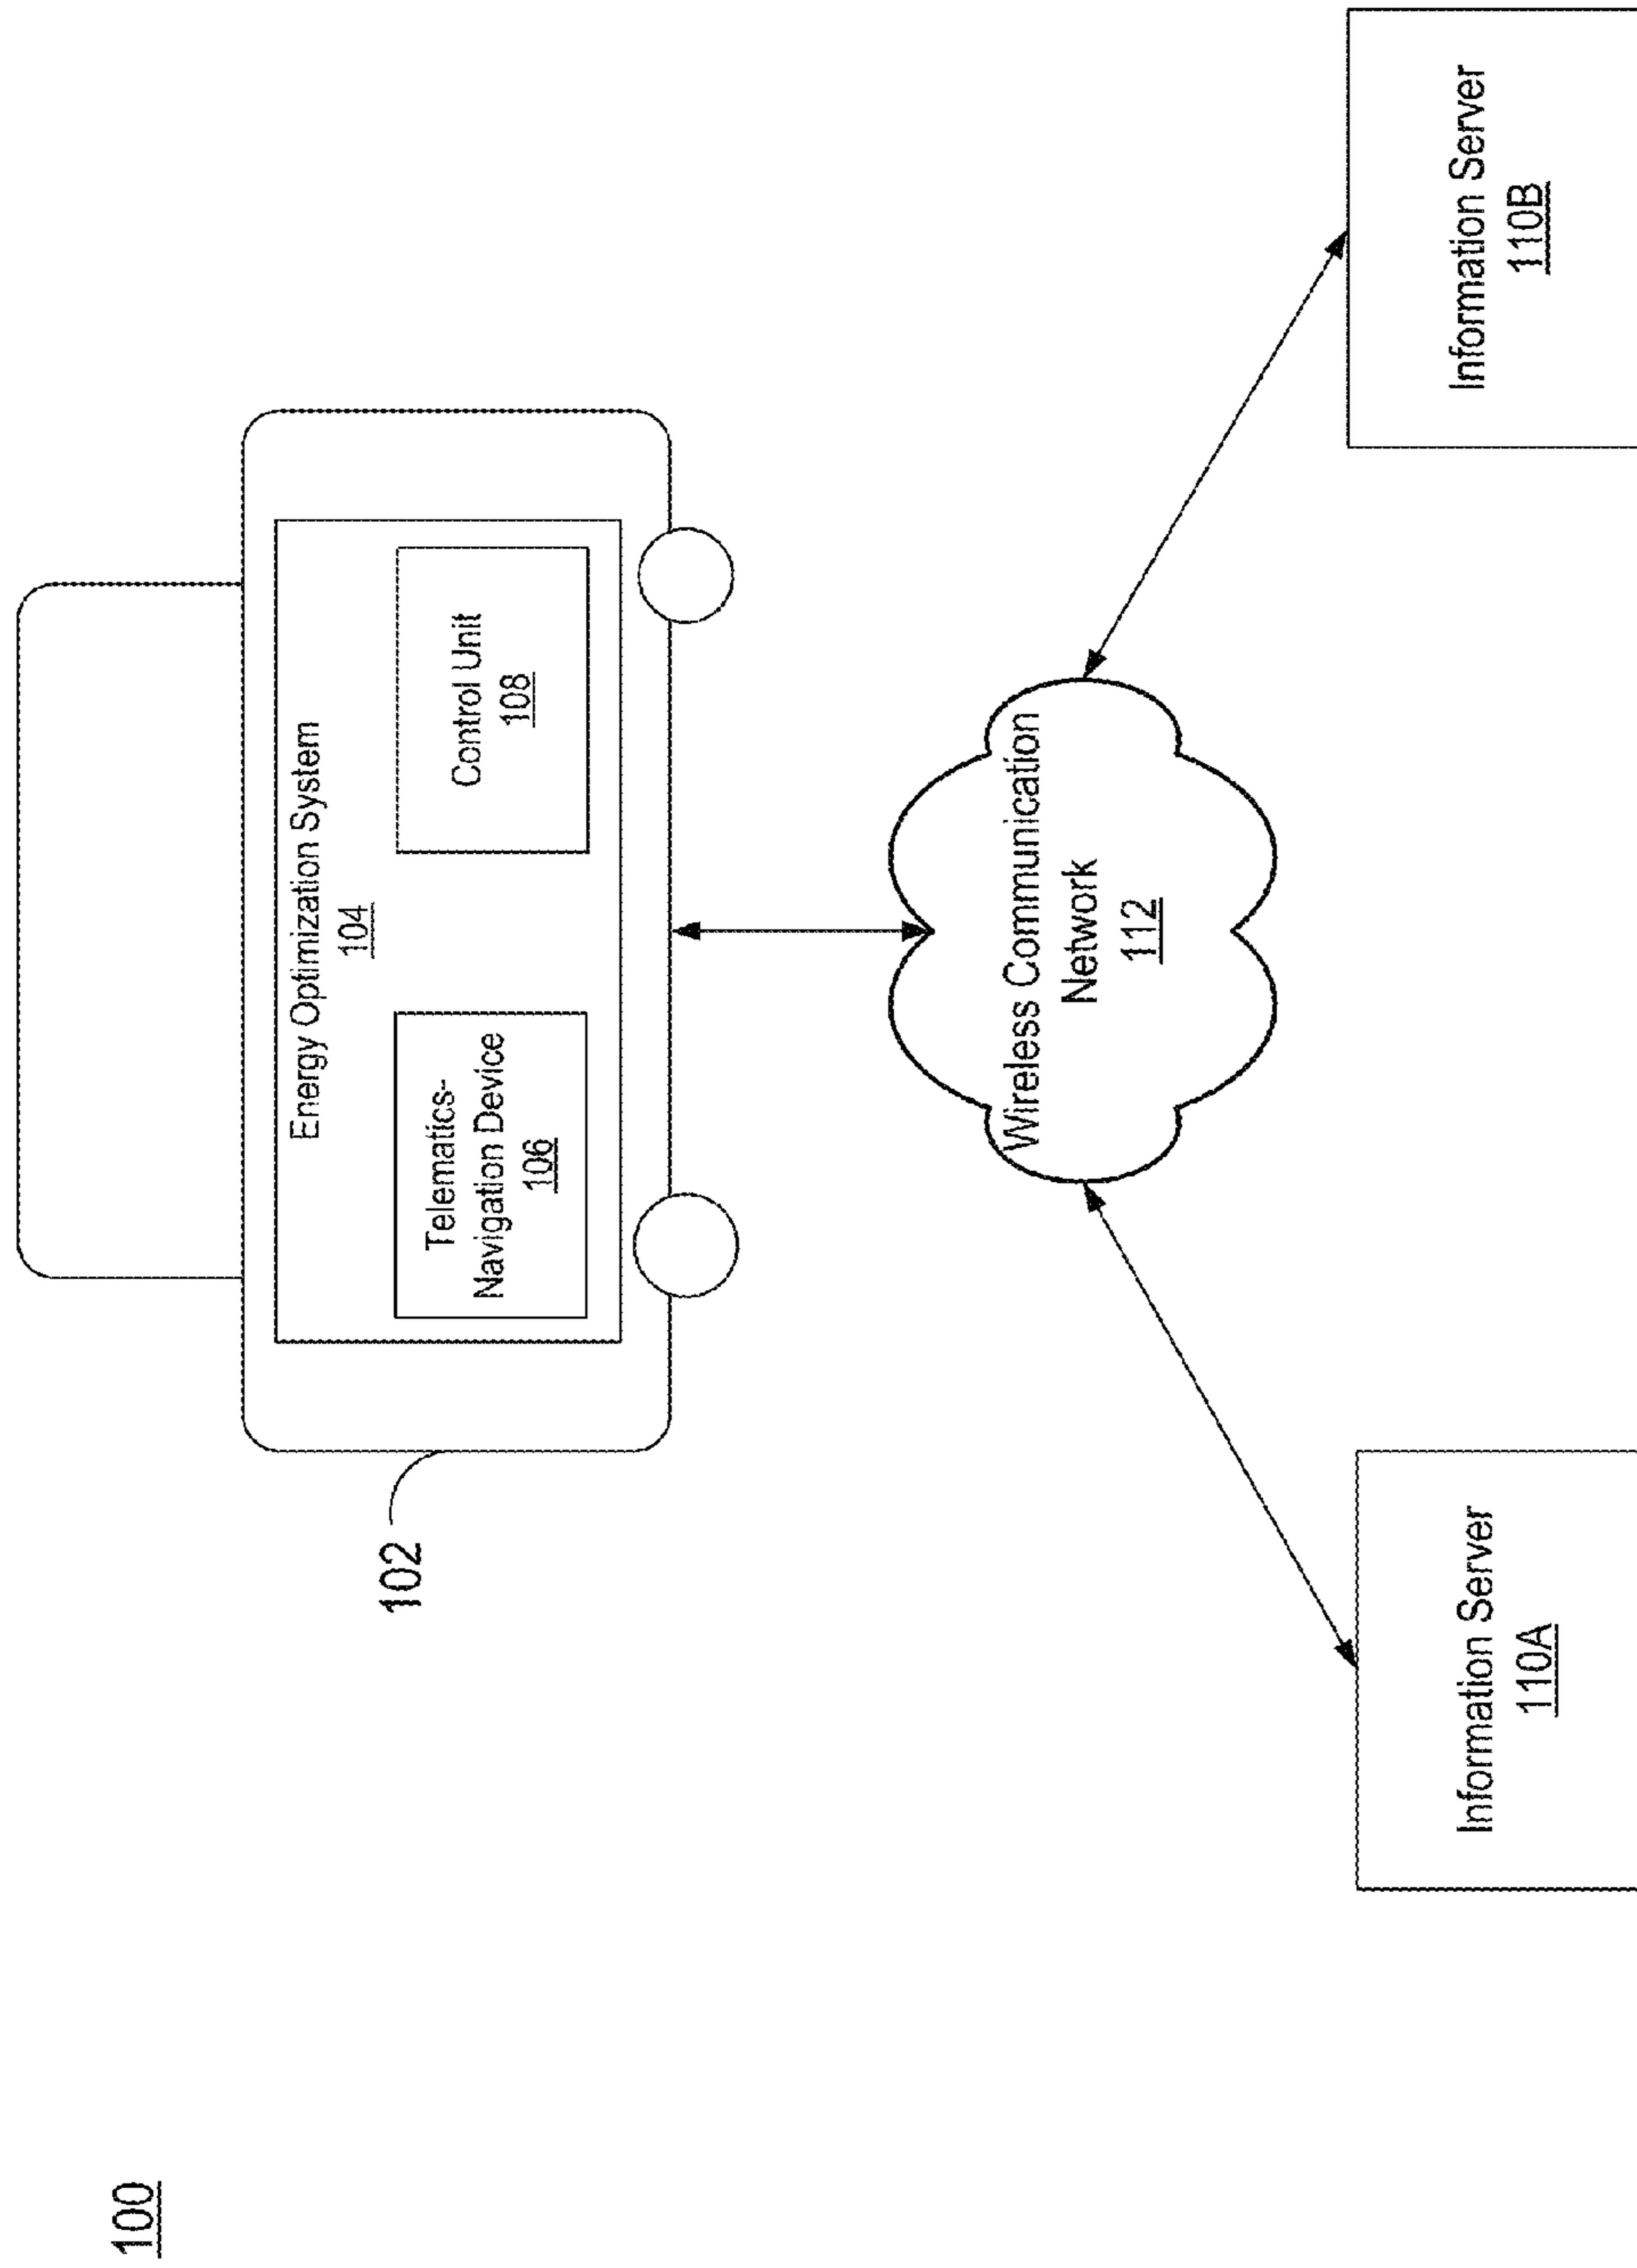 100
102
Energy Optimization System
104
Telematics-
Navigation Device
106
Control Unit
108
Wireless Communication
Network
112
Information Server
110A
Information Server
110B